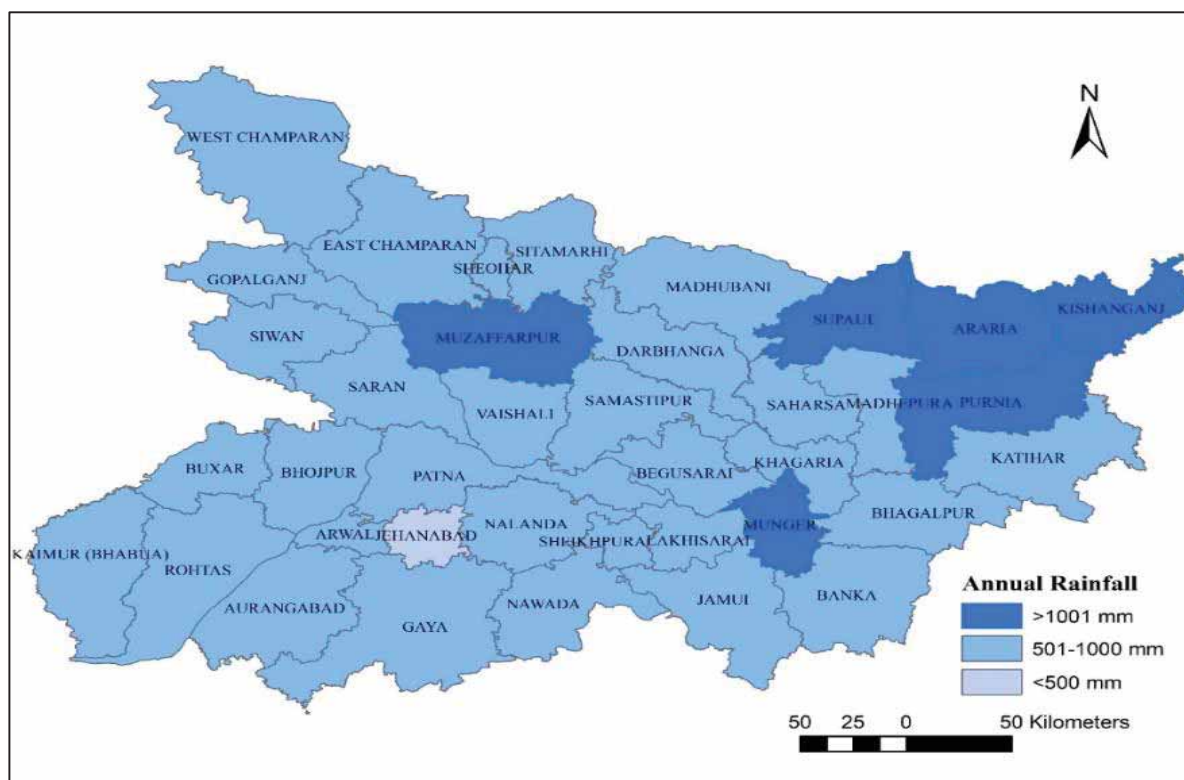 N
WEST CHAMPARAN
EAST CHAMPARAN
SITAMARHI
SHEOHAR
GOPALGANJ
MADHUBANI
KISHANGANJ
SUPAUL
ARARIA
SIWAN
MUZAFFARPUR
DARBHANGA
SARAN
VAISHALI
SAMASTIPUR
SAHARSA
MADHEPURA
PURNIA
BUXAR
BHOJPUR
PATNA
BEGUSARAI
KHAGARIA
KATIHAR
KAIMUR (BHABUA)
ROHTAS
ARWAL
JEHANABAD
NALANDA
SHEIKHPURA
LAKHISARAI
MUNGER
BHAGALPUR
AURANGABAD
GAYA
NAWADA
JAMUI
BANKA
Annual Rainfall
>1001 mm
501-1000 mm
<500 mm
50 25 0 50 Kilometers